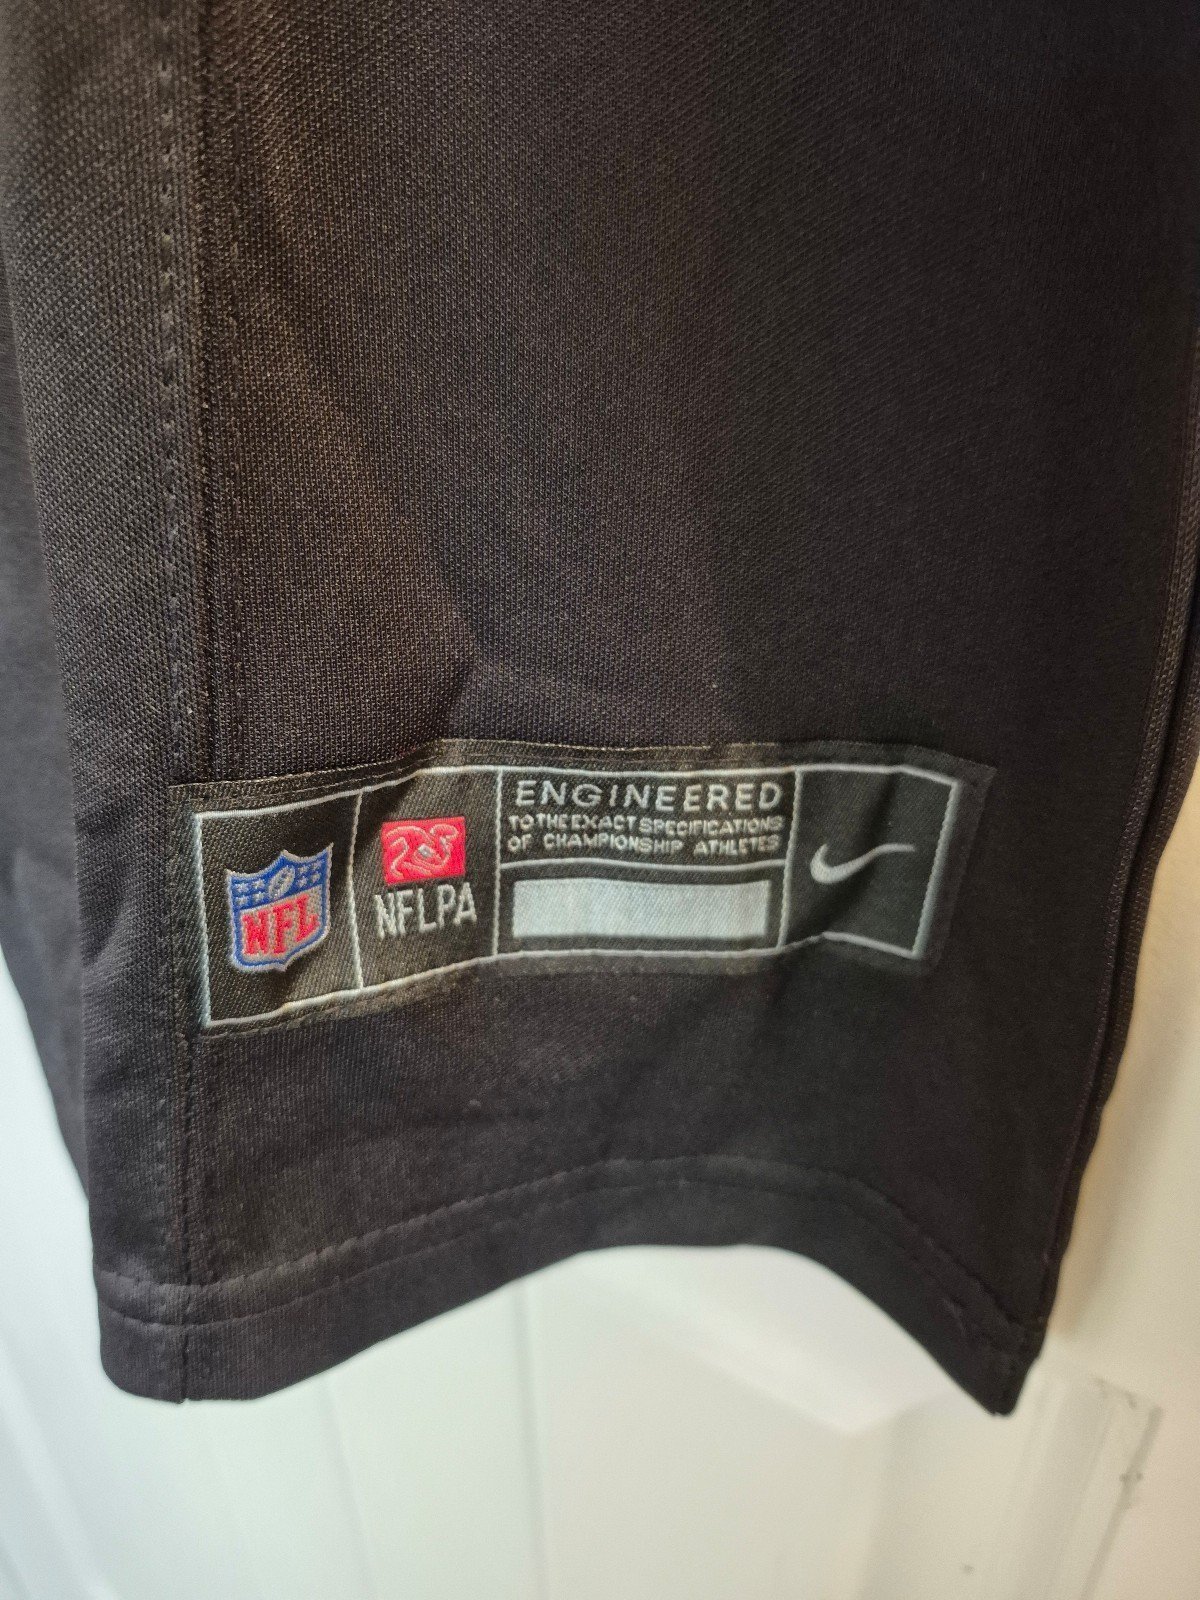 NFL
NFLPA
ENGINEERED
TO THE EXACT SPECIFICATIONS
OF CHAMPIONSHIP ATHLETES